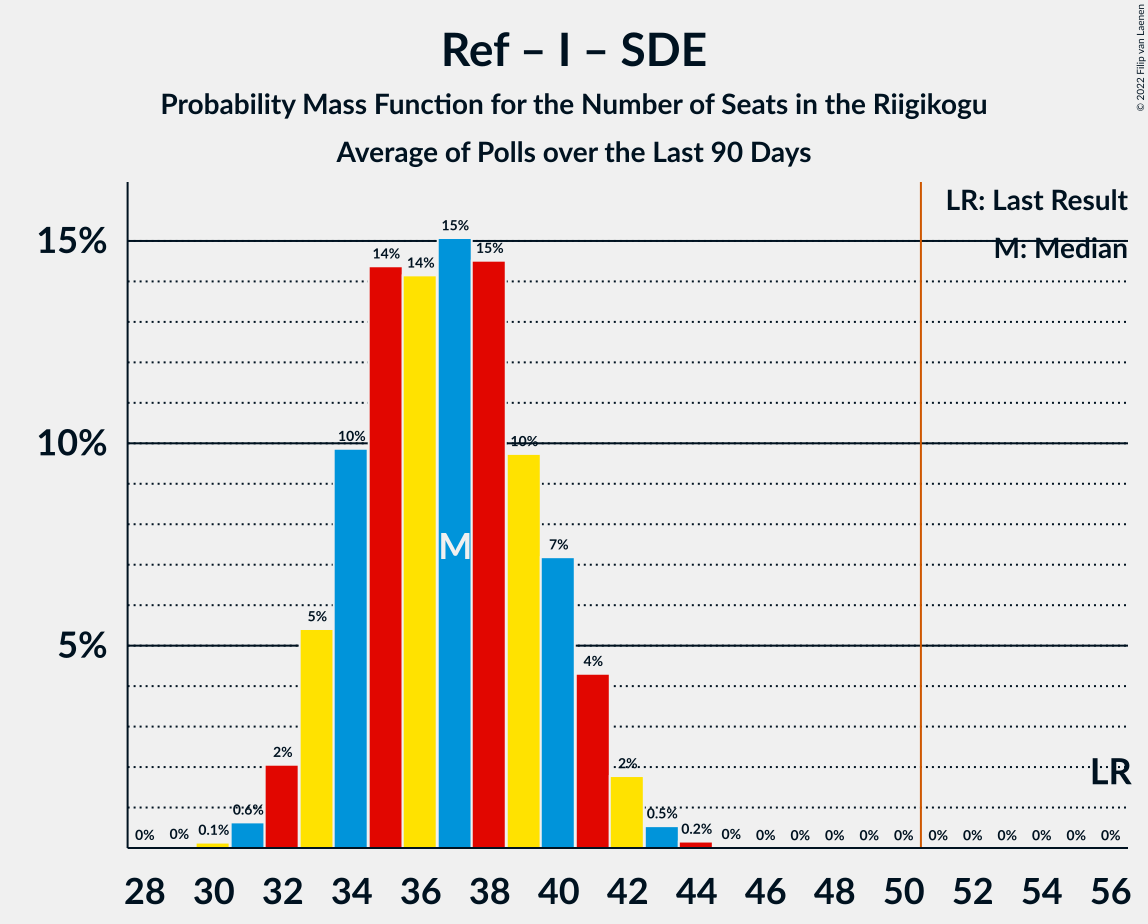 Ref – I – SDE
Probability Mass Function for the Number of Seats in the Riigikogu
Average of Polls over the Last 90 Days
© 2022 Filip van Laenen
LR: Last Result
M: Median
15%
10%
5%
0% 0% 0.1% 0.6% 2% 5% 10% 14% 14% 15% 15% 10% 7% 4% 2% 0.5% 0.2% 0% 0% 0% 0% 0% 0% 0% 0% 0% 0% 0% 0%
M
LR
28 30 32 34 36 38 40 42 44 46 48 50 52 54 56